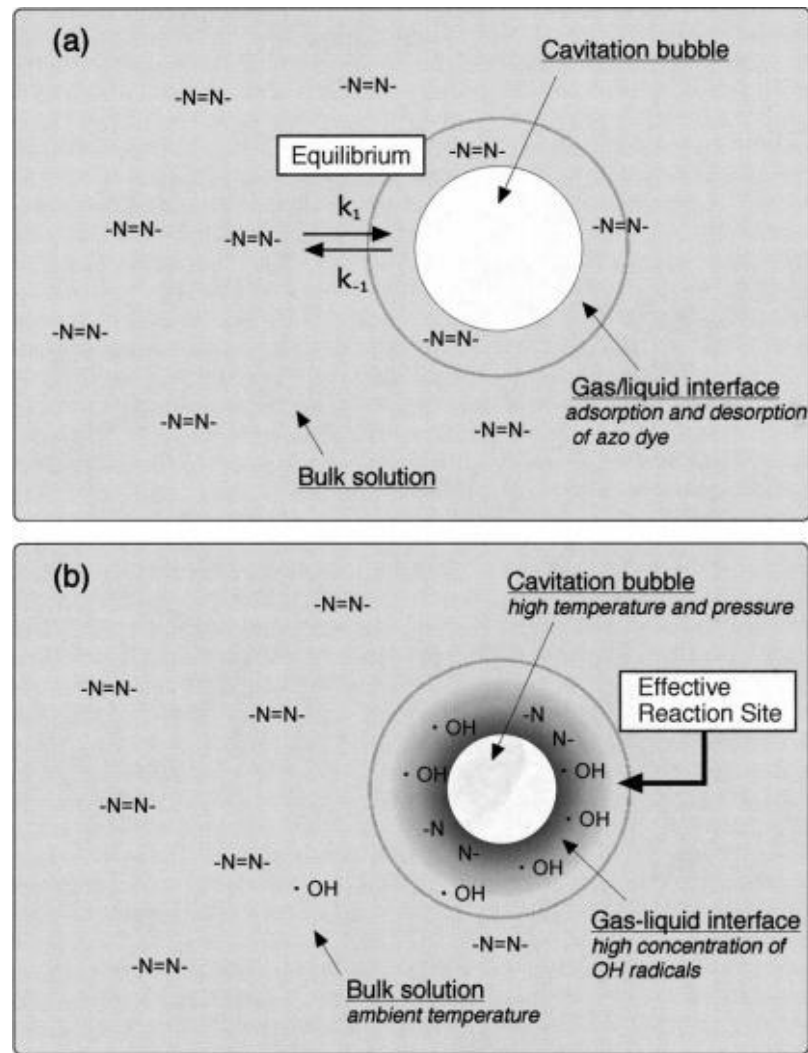 (a)
Cavitation bubble
-N=N-
-N=N-
Equilibrium
-N=N-
k₁
-N=N-
-N=N-
-N=N-
k₋₁
-N=N-
-N=N-
Gas/liquid interface
adsorption and desorption
of azo dye
-N=N-
-N=N-
Bulk solution
(b)
Cavitation bubble
high temperature and pressure
-N=N-
Effective
Reaction Site
-N=N-
-N=N-
· OH
-N
N-
· OH
· OH
-N=N-
· OH
-N
N-
-N=N-
· OH
· OH
· OH
Gas-liquid interface
high concentration of
OH radicals
-N=N-
-N=N-
Bulk solution
ambient temperature